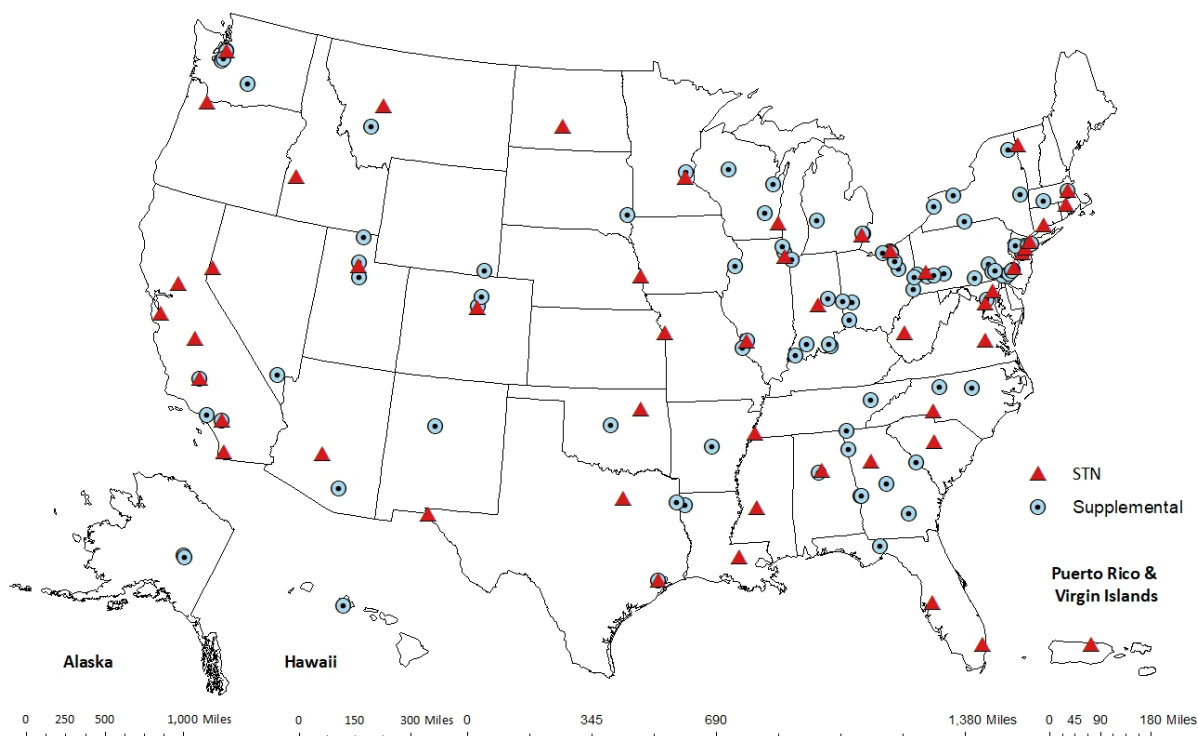 STN
Supplemental
Puerto Rico &
Virgin Islands
Alaska
Hawaii
0 250 500 1,000 Miles
0 150 300 Miles
0 345 690 1,380 Miles
0 45 90 180 Miles